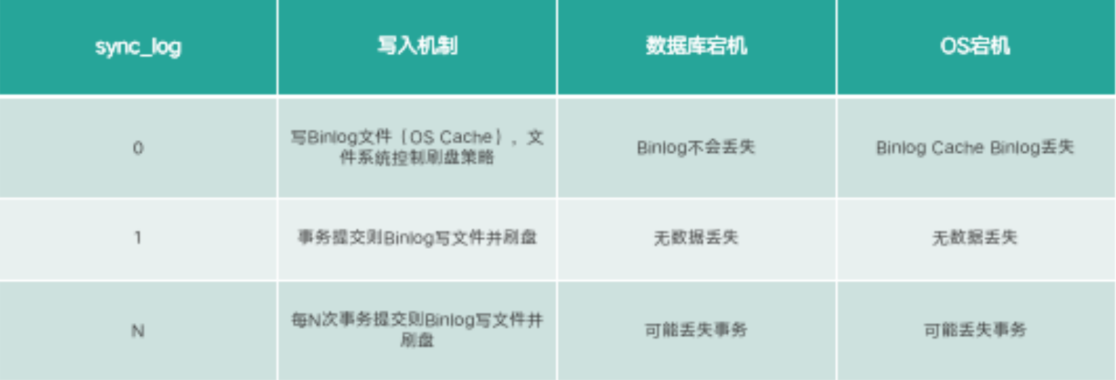 sync_log
写入机制
数据库宕机
OS宕机
0
写Binlog文件（OS Cache），文
件系统控制刷盘策略
Binlog不会丢失
Binlog Cache Binlog丢失
1
事务提交则Binlog写文件并刷盘
无数据丢失
无数据丢失
N
每N次事务提交则Binlog写文件并
刷盘
可能丢失事务
可能丢失事务